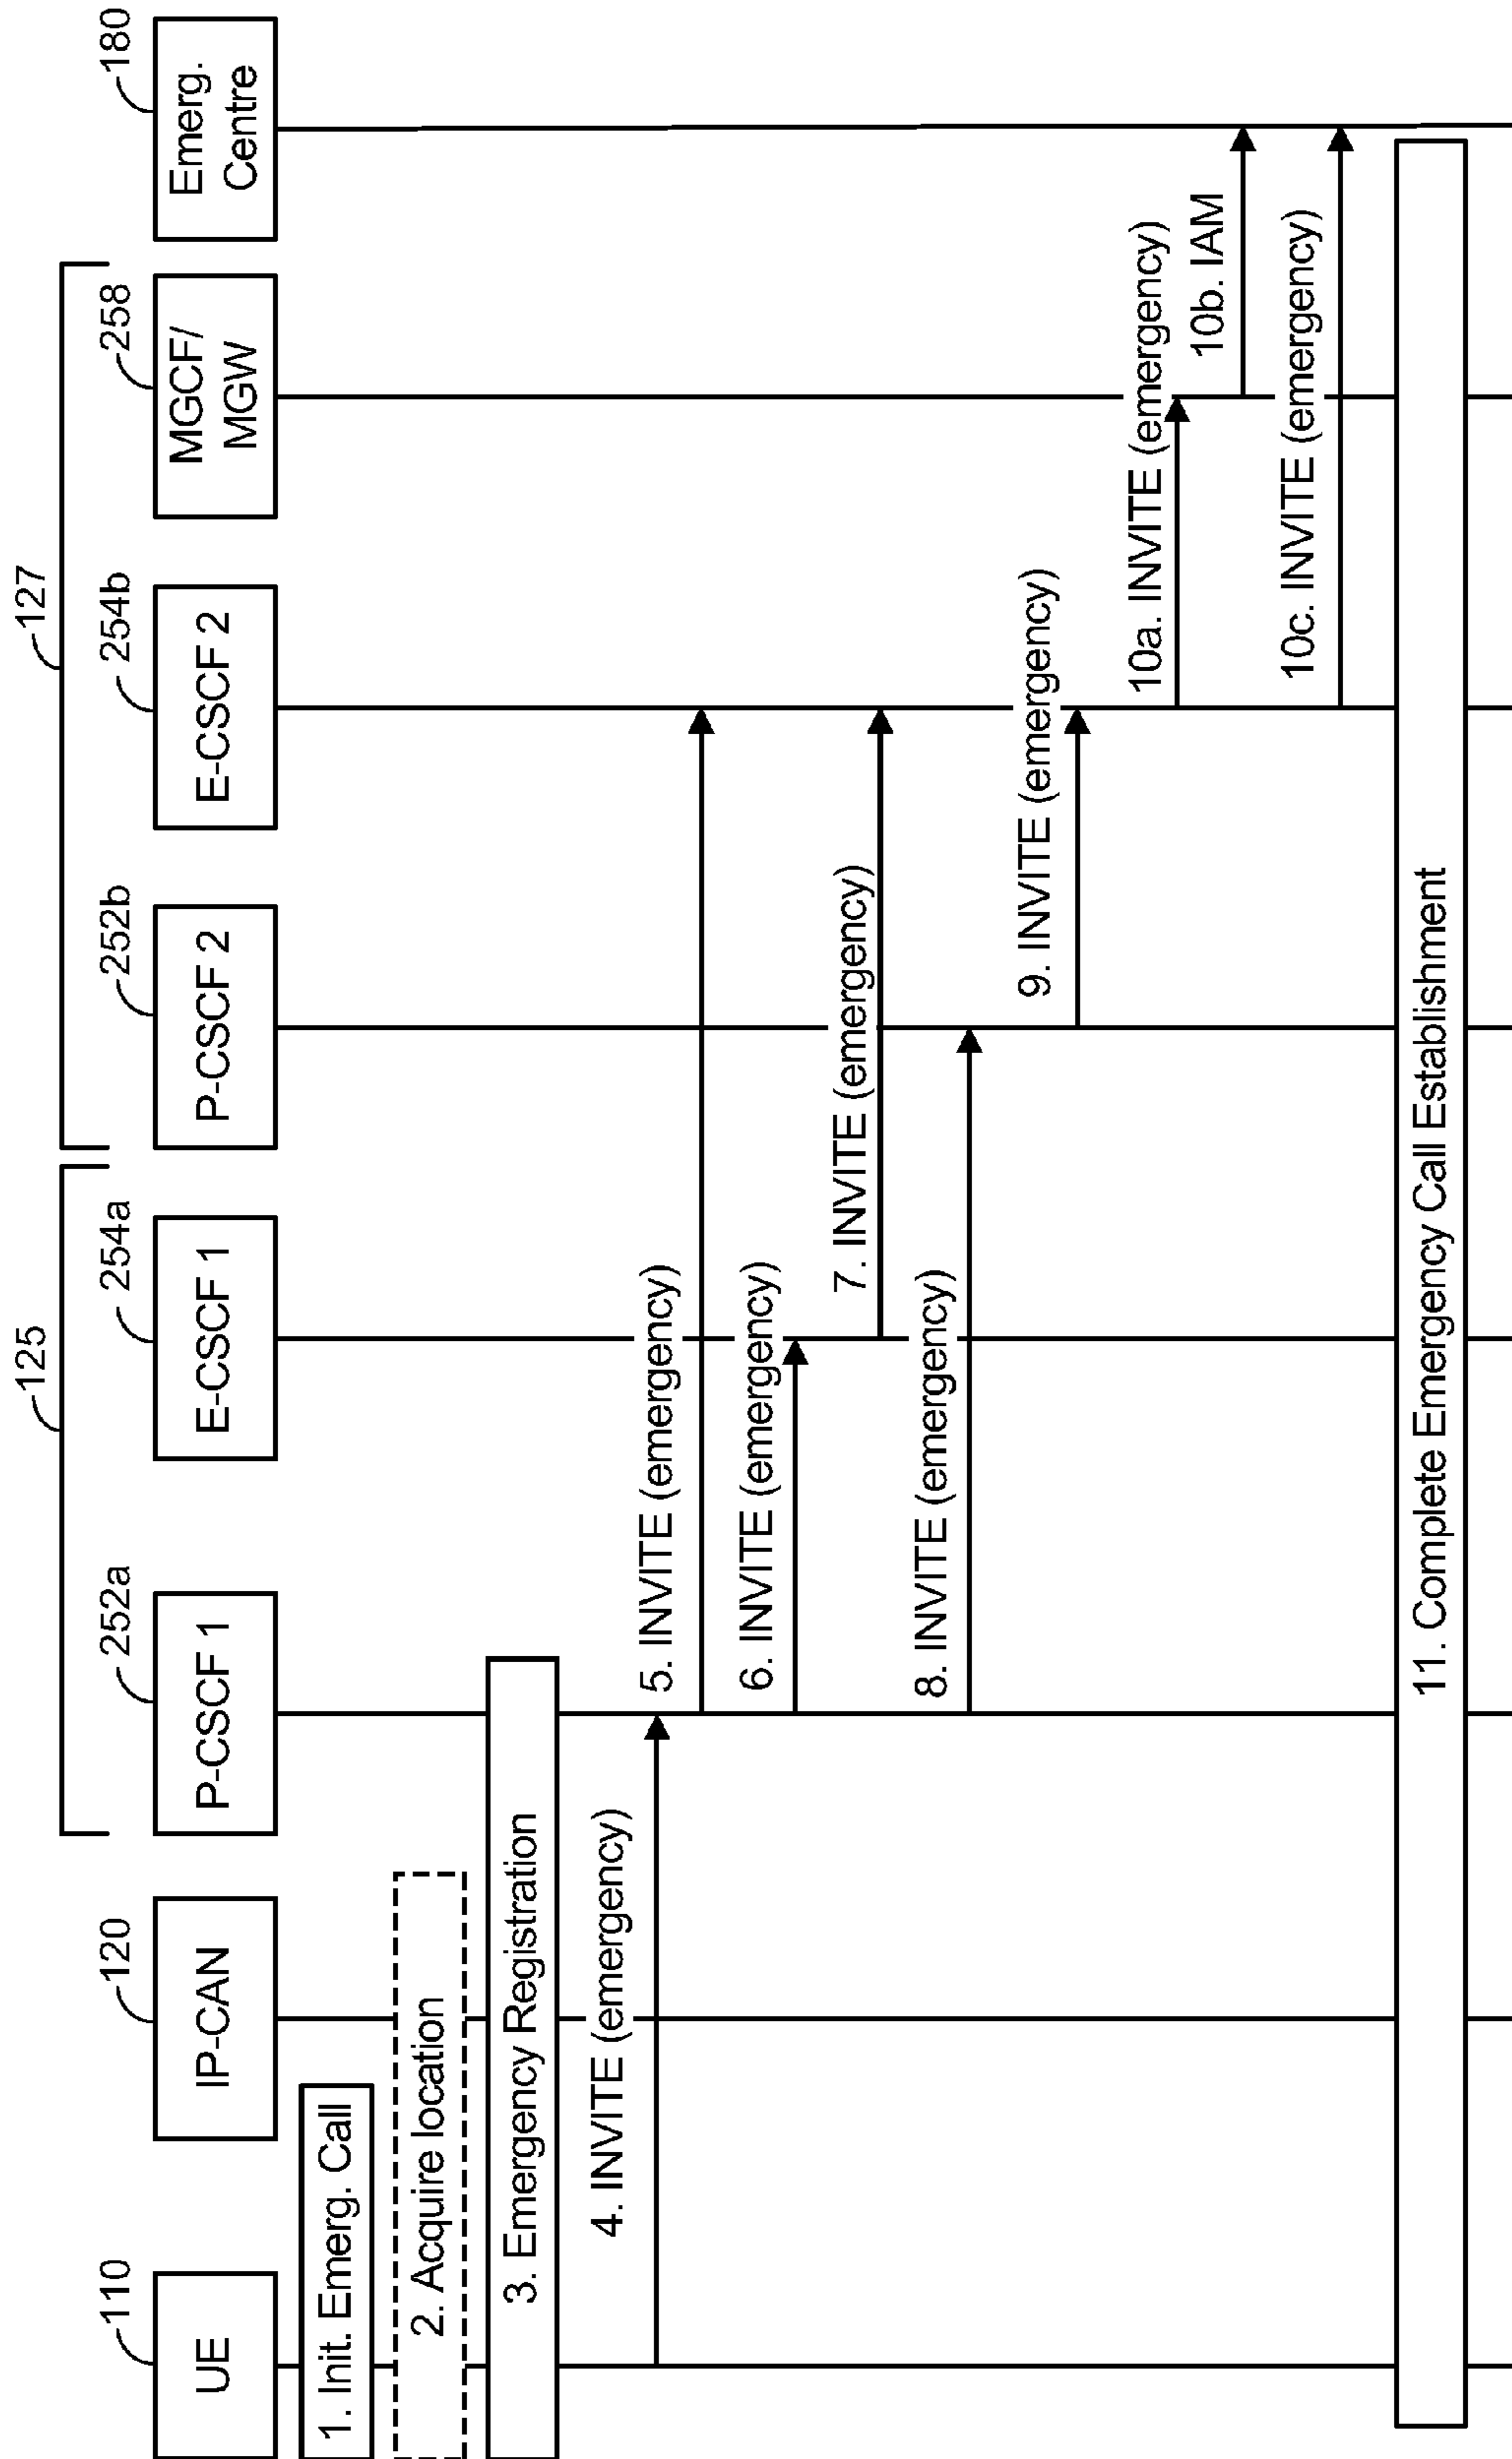 125
127
110
120
252a
254a
252b
254b
258
180
UE
IP-CAN
P-CSCF 1
E-CSCF 1
P-CSCF 2
E-CSCF 2
MGCF/
MGW
Emerg.
Centre
1. Init. Emerg. Call
2. Acquire location
3. Emergency Registration
4. INVITE (emergency)
5. INVITE (emergency)
6. INVITE (emergency)
7. INVITE (emergency)
8. INVITE (emergency)
9. INVITE (emergency)
10a. INVITE (emergency)
10b. IAM
10c. INVITE (emergency)
11. Complete Emergency Call Establishment